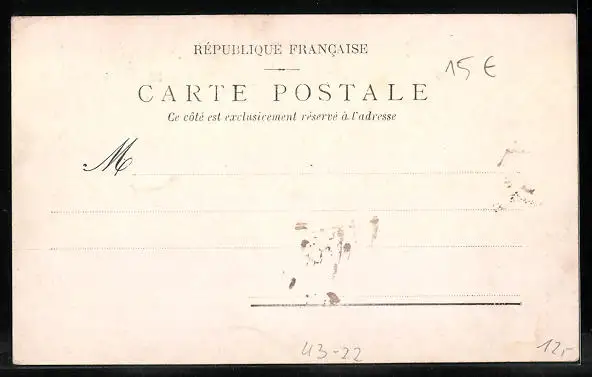 RÉPUBLIQUE FRANÇAISE
15 €
CARTE POSTALE
Ce côté est exclusivement réservé à l'adresse
M
43-22
12,-